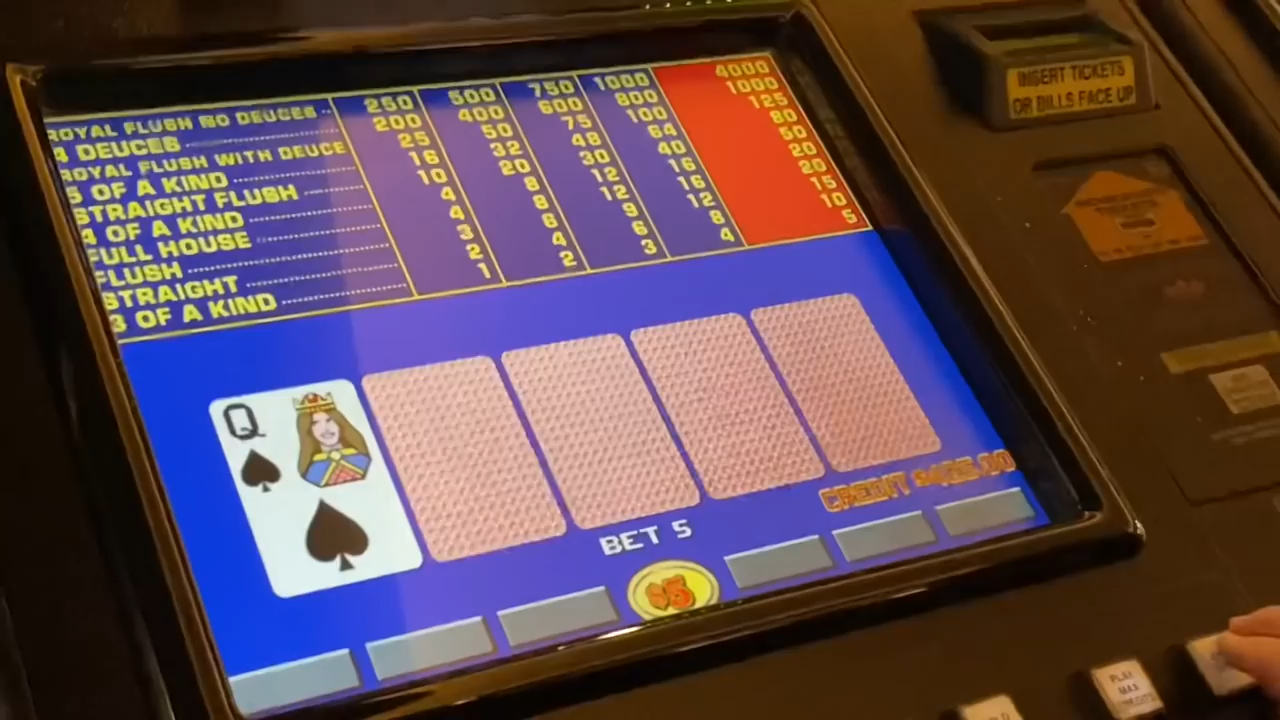 ROYAL FLUSH NO DEUCES 250 500 750 1000 4000
4 DEUCES 200 400 600 800 1000
ROYAL FLUSH WITH DEUCE 25 50 75 100 125
5 OF A KIND 16 32 48 64 80
STRAIGHT FLUSH 10 20 30 40 50
4 OF A KIND 4 8 12 16 20
FULL HOUSE 4 8 12 16 20
FLUSH 3 6 9 12 15
STRAIGHT 2 4 6 8 10
3 OF A KIND 1 2 3 4 5
Q
BET 5
CREDIT
$5
INSERT TICKETS
OR BILLS FACE UP
PLAY
MAX